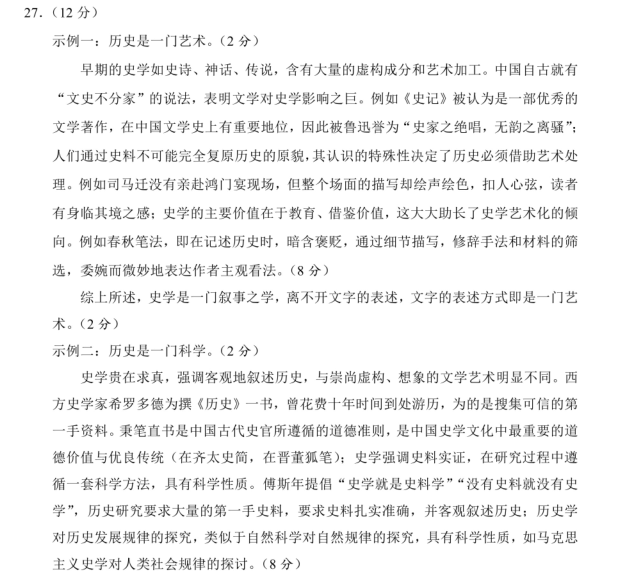 27.（12 分）
示例一：历史是一门艺术。（2 分）
早期的史学如史诗、神话、传说，含有大量的虚构成分和艺术加工。中国自古就有
“文史不分家”的说法，表明文学对史学影响之巨。例如《史记》被认为是一部优秀的
文学著作，在中国文学史上有重要地位，因此被鲁迅誉为“史家之绝唱，无韵之离骚”；
人们通过史料不可能完全复原历史的原貌，其认识的特殊性决定了历史必须借助艺术处
理。例如司马迁没有亲赴鸿门宴现场，但整个场面的描写却绘声绘色，扣人心弦，读者
有身临其境之感；史学的主要价值在于教育、借鉴价值，这大大助长了史学艺术化的倾
向。例如春秋笔法，即在记述历史时，暗含褒贬，通过细节描写，修辞手法和材料的筛
选，委婉而微妙地表达作者主观看法。（8 分）
综上所述，史学是一门叙事之学，离不开文字的表述，文字的表述方式即是一门艺
术。（2 分）
示例二：历史是一门科学。（2 分）
史学贵在求真，强调客观地叙述历史，与崇尚虚构、想象的文学艺术明显不同。西
方史学家希罗多德为撰《历史》一书，曾花费十年时间到处游历，为的是搜集可信的第
一手资料。秉笔直书是中国古代史官所遵循的道德准则，是中国史学文化中最重要的道
德价值与优良传统（在齐太史简，在晋董狐笔）；史学强调史料实证，在研究过程中遵
循一套科学方法，具有科学性质。傅斯年提倡“史学就是史料学”“没有史料就没有史
学”，历史研究要求大量的第一手史料，要求史料扎实准确，并客观叙述历史；历史学
对历史发展规律的探究，类似于自然科学对自然规律的探究，具有科学性质，如马克思
主义史学对人类社会规律的探讨。（8 分）